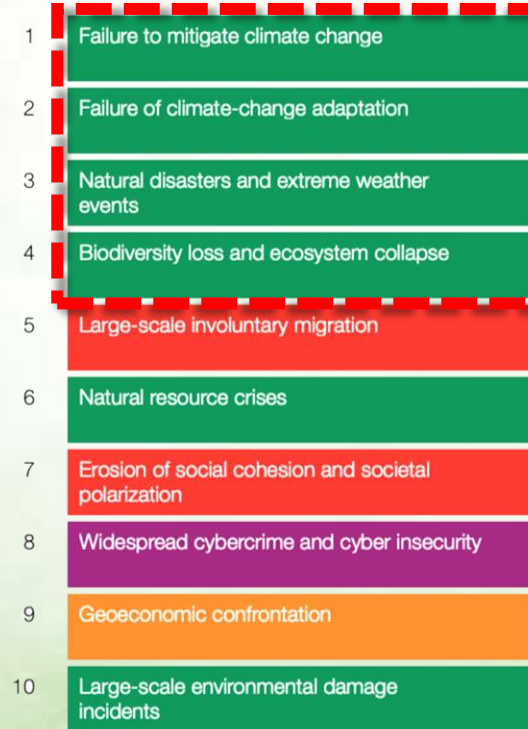 1 Failure to mitigate climate change
2 Failure of climate-change adaptation
3 Natural disasters and extreme weather
events
4 Biodiversity loss and ecosystem collapse
5 Large-scale involuntary migration
6 Natural resource crises
7 Erosion of social cohesion and societal
polarization
8 Widespread cybercrime and cyber insecurity
9 Geoeconomic confrontation
10 Large-scale environmental damage
incidents